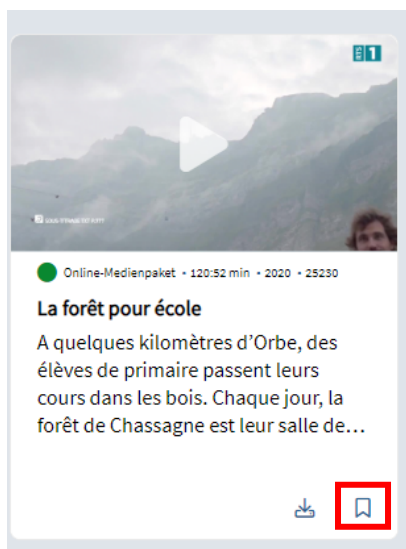 RTS 1
Online-Medienpaket • 120:52 min • 2020 • 25230
La forêt pour école
A quelques kilomètres d’Orbe, des
élèves de primaire passent leurs
cours dans les bois. Chaque jour, la
forêt de Chassagne est leur salle de…